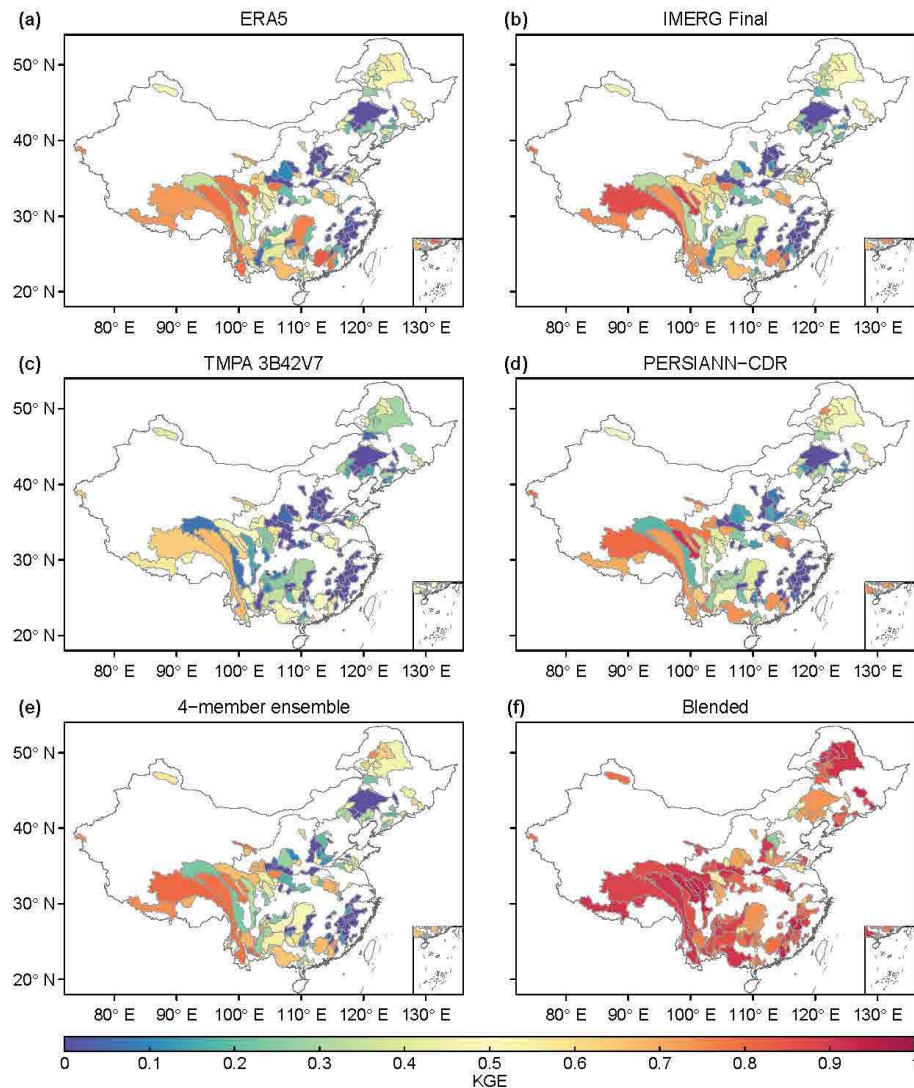 (a) ERA5
(b) IMERG Final
50° N
40° N
30° N
20° N
80° E 90° E 100° E 110° E 120° E 130° E
80° E 90° E 100° E 110° E 120° E 130° E
(c) TMPA 3B42V7
(d) PERSIANN-CDR
50° N
40° N
30° N
20° N
80° E 90° E 100° E 110° E 120° E 130° E
80° E 90° E 100° E 110° E 120° E 130° E
(e) 4-member ensemble
(f) Blended
50° N
40° N
30° N
20° N
80° E 90° E 100° E 110° E 120° E 130° E
80° E 90° E 100° E 110° E 120° E 130° E
0 0.1 0.2 0.3 0.4 0.5 0.6 0.7 0.8 0.9
KGE